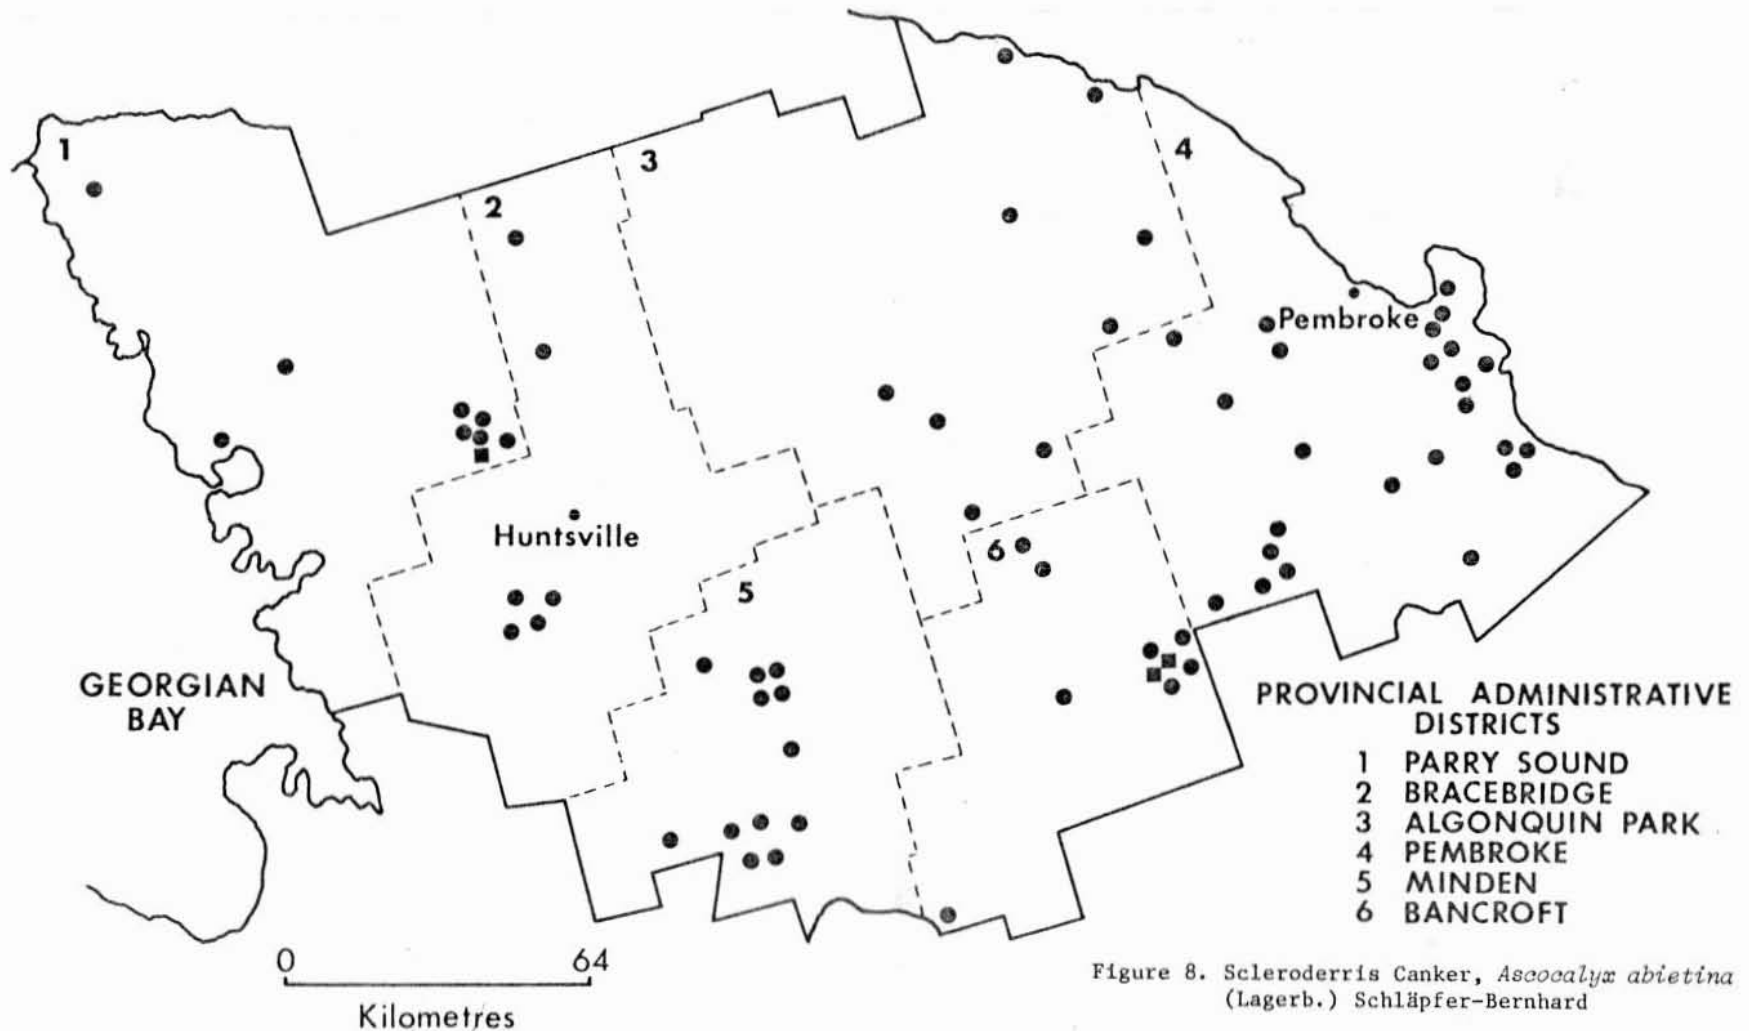 1
2
3
4
Pembroke
Huntsville
6
5
GEORGIAN
BAY
PROVINCIAL ADMINISTRATIVE
DISTRICTS
1 PARRY SOUND
2 BRACEBRIDGE
3 ALGONQUIN PARK
4 PEMBROKE
5 MINDEN
6 BANCROFT
0 64
Kilometres
Figure 8. Scleroderris Canker, Ascocalyx abietina
(Lagerb.) Schläpfer-Bernhard